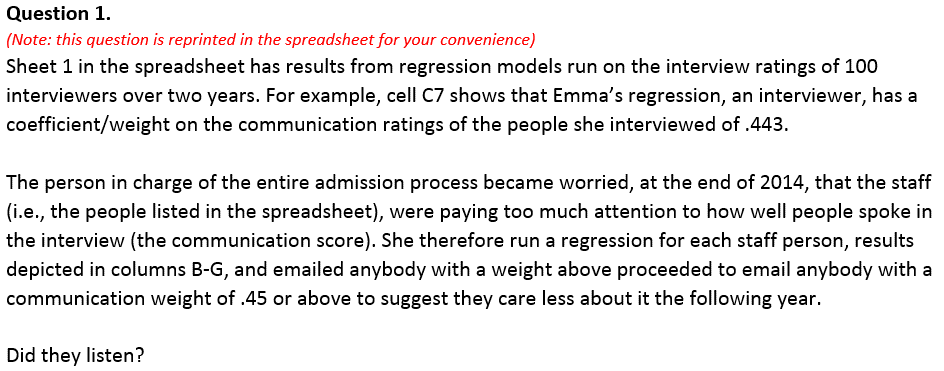 Question 1.
(Note: this question is reprinted in the spreadsheet for your convenience)
Sheet 1 in the spreadsheet has results from regression models run on the interview ratings of 100
interviewers over two years. For example, cell C7 shows that Emma’s regression, an interviewer, has a
coefficient/weight on the communication ratings of the people she interviewed of .443.
The person in charge of the entire admission process became worried, at the end of 2014, that the staff
(i.e., the people listed in the spreadsheet), were paying too much attention to how well people spoke in
the interview (the communication score). She therefore run a regression for each staff person, results
depicted in columns B-G, and emailed anybody with a weight above proceeded to email anybody with a
communication weight of .45 or above to suggest they care less about it the following year.
Did they listen?